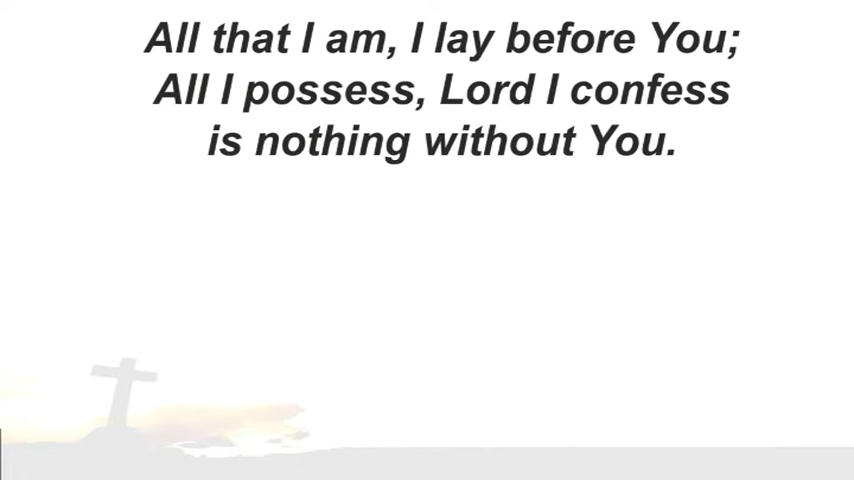 All that I am, I lay before You;
All I possess, Lord I confess
is nothing without You.